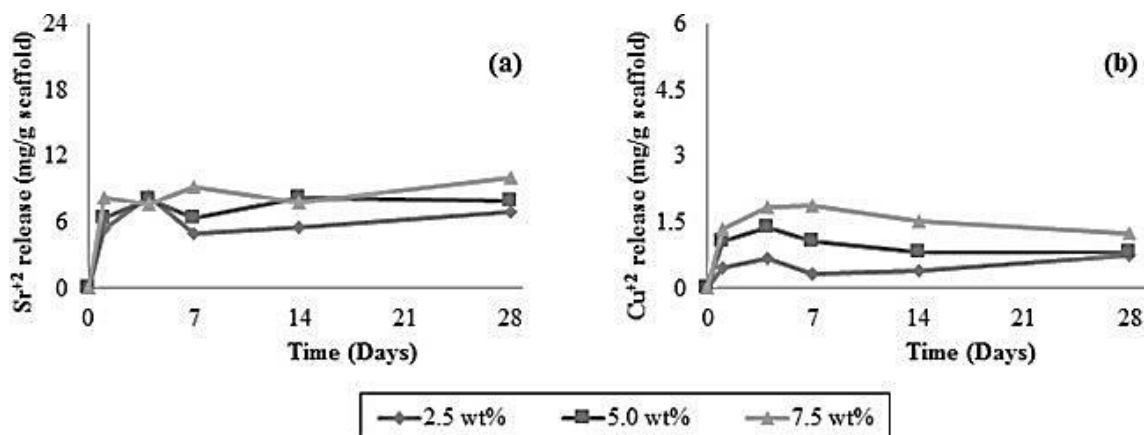 24
18
12
6
0
Sr⁺² release (mg/g scaffold)
(a)
0 7 14 21 28
Time (Days)
6
4.5
3
1.5
0
Cu⁺² release (mg/g scaffold)
(b)
0 7 14 21 28
Time (Days)
2.5 wt% 5.0 wt% 7.5 wt%